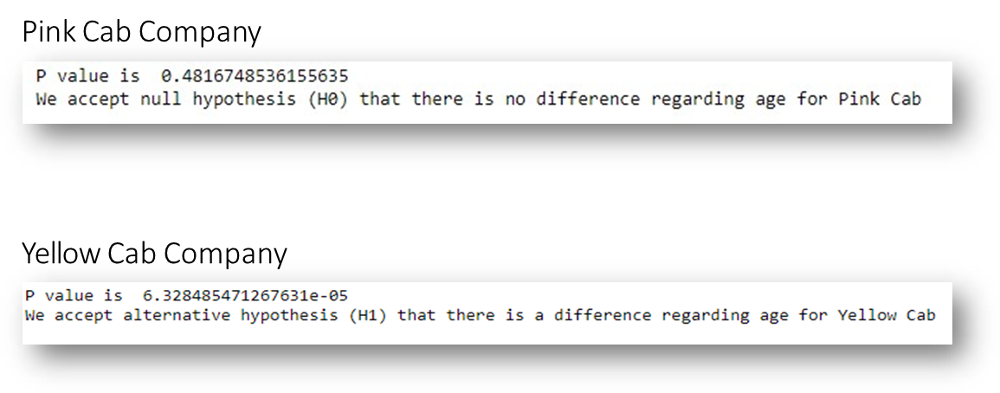 Pink Cab Company
P value is  0.4816748536155635
We accept null hypothesis (H0) that there is no difference regarding age for Pink Cab
Yellow Cab Company
P value is  6.328485471267631e-05
We accept alternative hypothesis (H1) that there is a difference regarding age for Yellow Cab